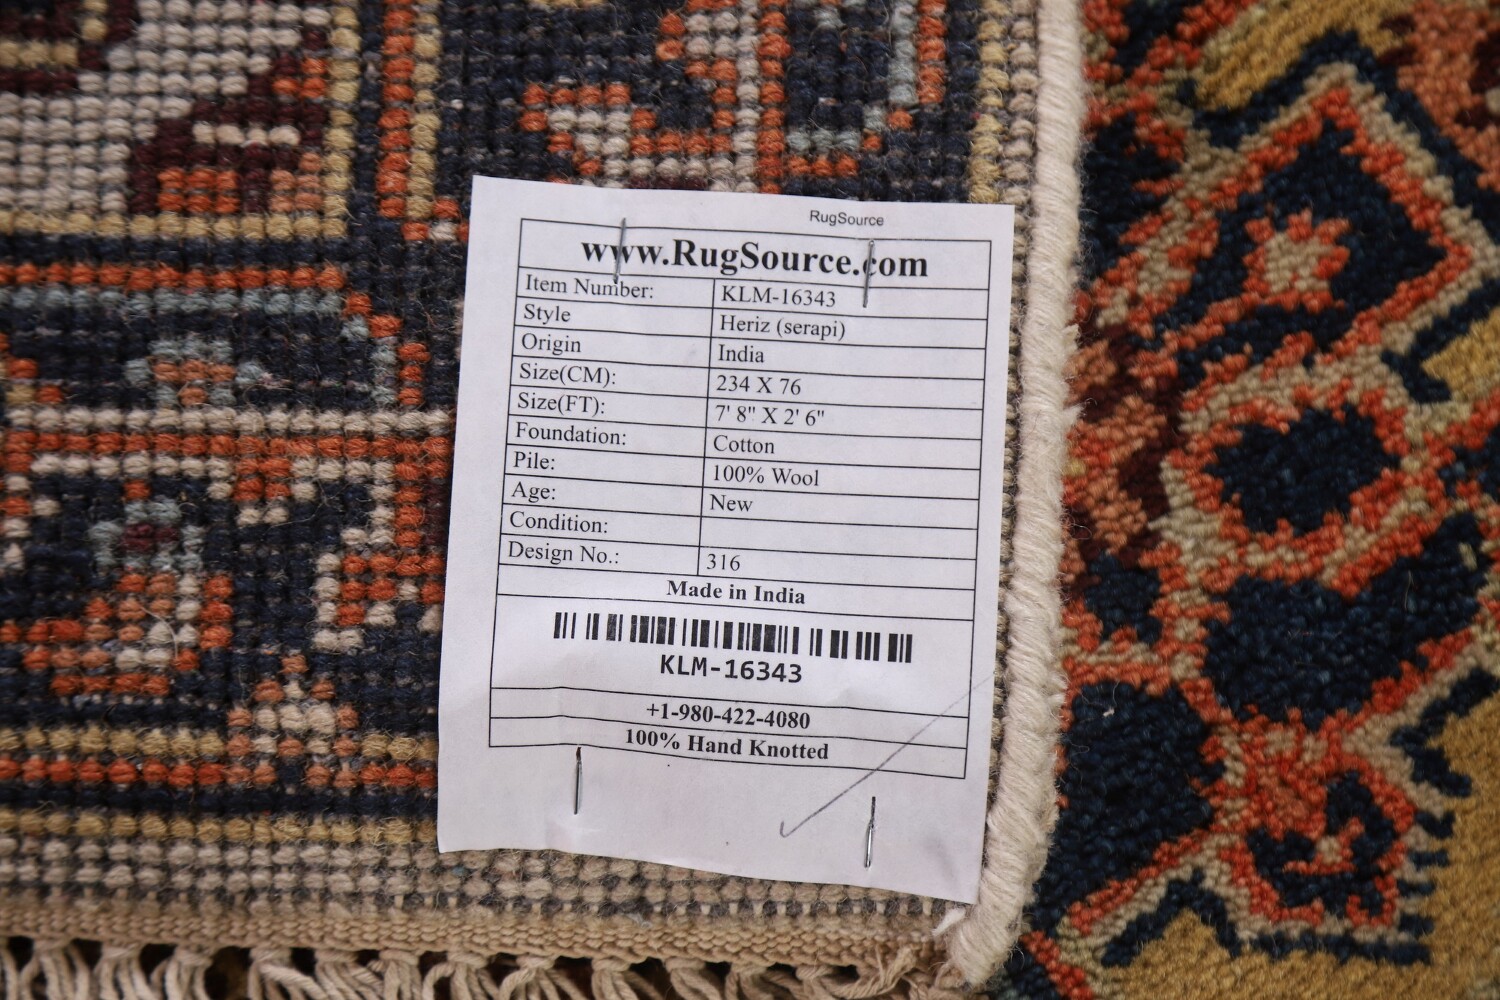 RugSource
www.RugSource.com
Item Number: KLM-16343
Style Heriz (serapi)
Origin India
Size(CM): 234 X 76
Size(FT): 7' 8" X 2' 6"
Foundation: Cotton
Pile: 100% Wool
Age: New
Condition:
Design No.: 316
Made in India
KLM-16343
+1-980-422-4080
100% Hand Knotted